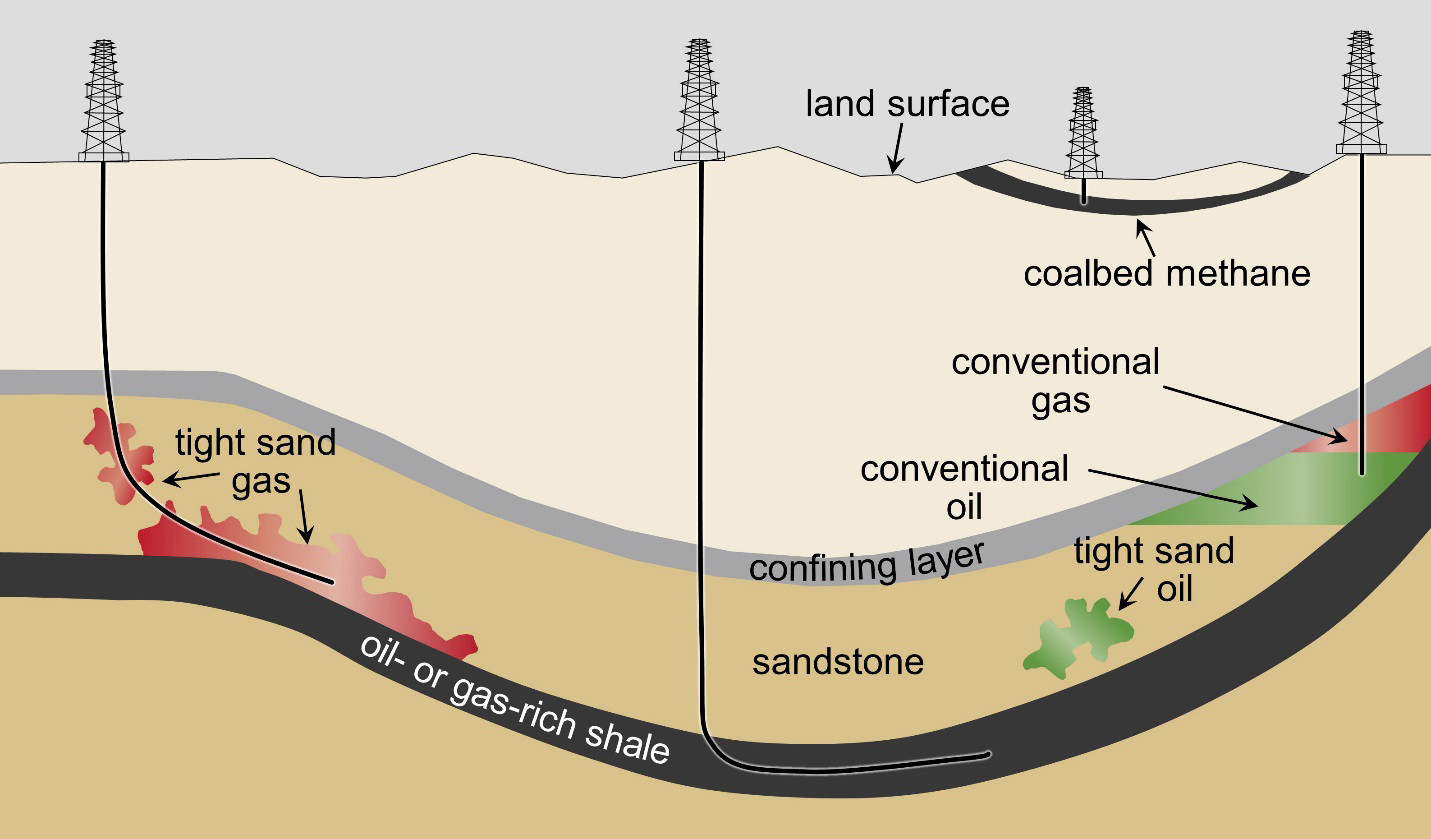 land surface
coalbed methane
conventional
gas
tight sand
gas
conventional
oil
confining layer
tight sand
oil
sandstone
oil- or gas-rich shale